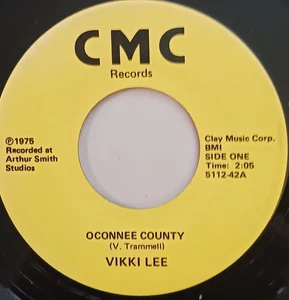 CMC
Records
℗1975
Recorded at
Arthur Smith
Studios
Clay Music Corp.
BMI
SIDE ONE
Time: 2:05
5112-42A
OCONNEE COUNTY
(V. Trammell)
VIKKI LEE